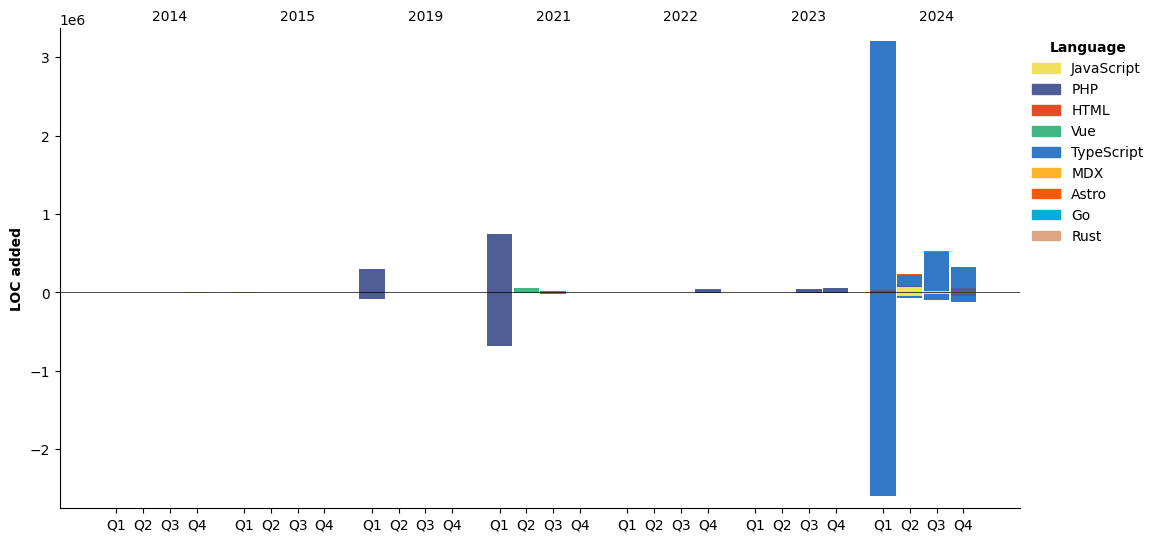 1e6
2014 2015 2019 2021 2022 2023 2024
3
2
1
0
−1
−2
LOC added
Q1 Q2 Q3 Q4 Q1 Q2 Q3 Q4 Q1 Q2 Q3 Q4 Q1 Q2 Q3 Q4 Q1 Q2 Q3 Q4 Q1 Q2 Q3 Q4 Q1 Q2 Q3 Q4
Language
JavaScript
PHP
HTML
Vue
TypeScript
MDX
Astro
Go
Rust